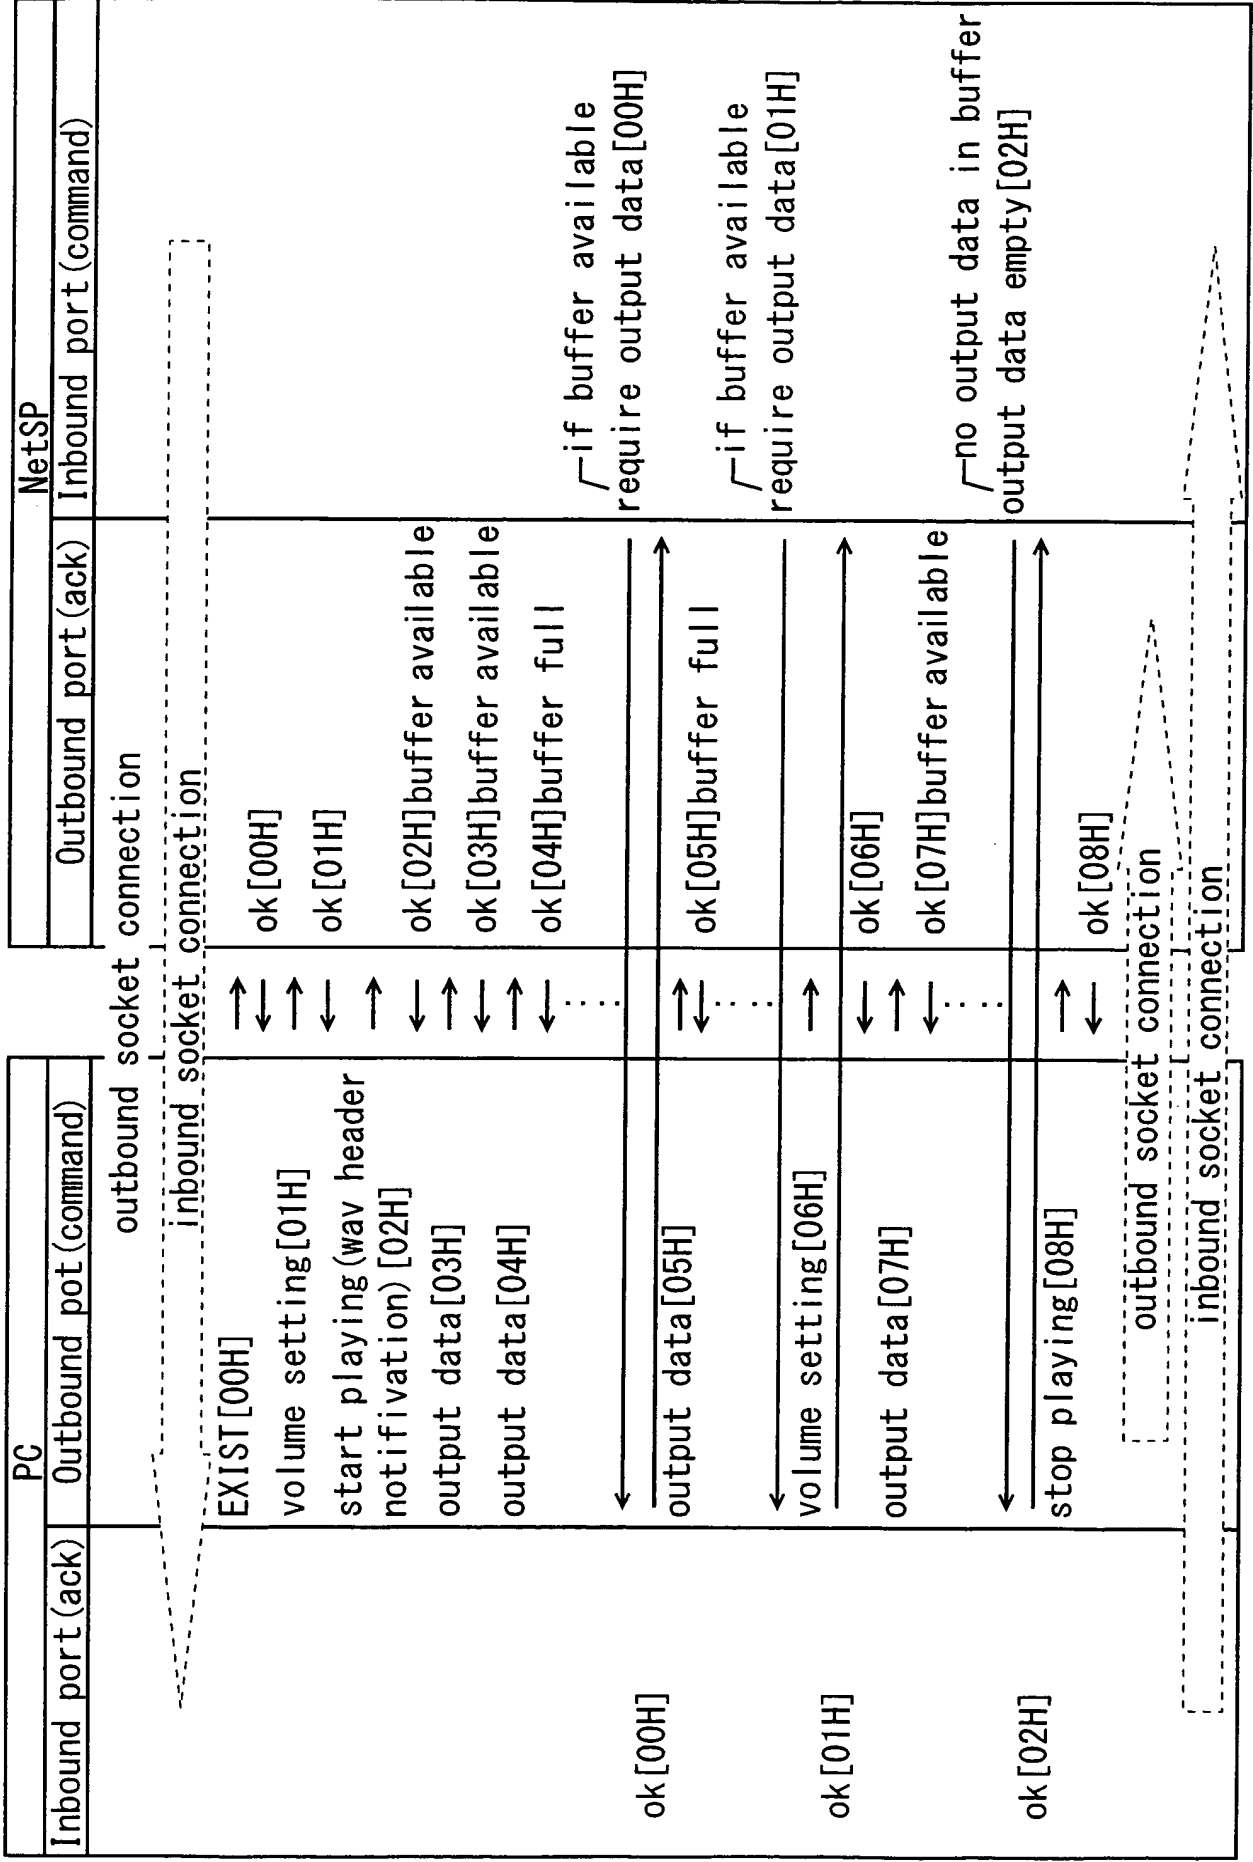 PC
NetSP
Inbound port(ack)
Outbound pot(command)
Outbound port(ack)
Inbound port(command)
outbound socket connection
inbound socket connection
EXIST[00H]
ok[00H]
volume setting[01H]
ok[01H]
start playing(wav header
notifivation)[02H]
ok[02H]buffer available
output data[03H]
ok[03H]buffer available
output data[04H]
ok[04H]buffer full
if buffer available
require output data[00H]
ok[00H]
output data[05H]
ok[05H]buffer full
if buffer available
require output data[01H]
volume setting[06H]
ok[01H]
ok[06H]
output data[07H]
ok[07H]buffer available
no output data in buffer
output data empty[02H]
ok[02H]
stop playing[08H]
ok[08H]
outbound socket connection
inbound socket connection